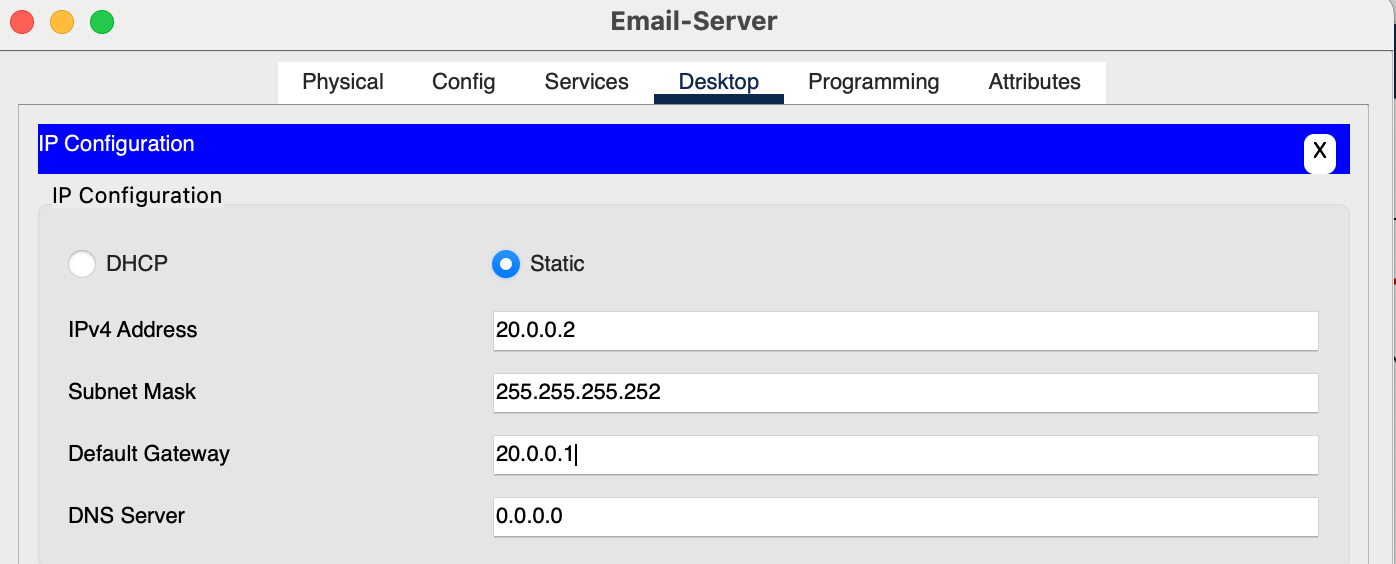 Email-Server
Physical Config Services Desktop Programming Attributes
IP Configuration X
IP Configuration
DHCP Static
IPv4 Address 20.0.0.2
Subnet Mask 255.255.255.252
Default Gateway 20.0.0.1
DNS Server 0.0.0.0